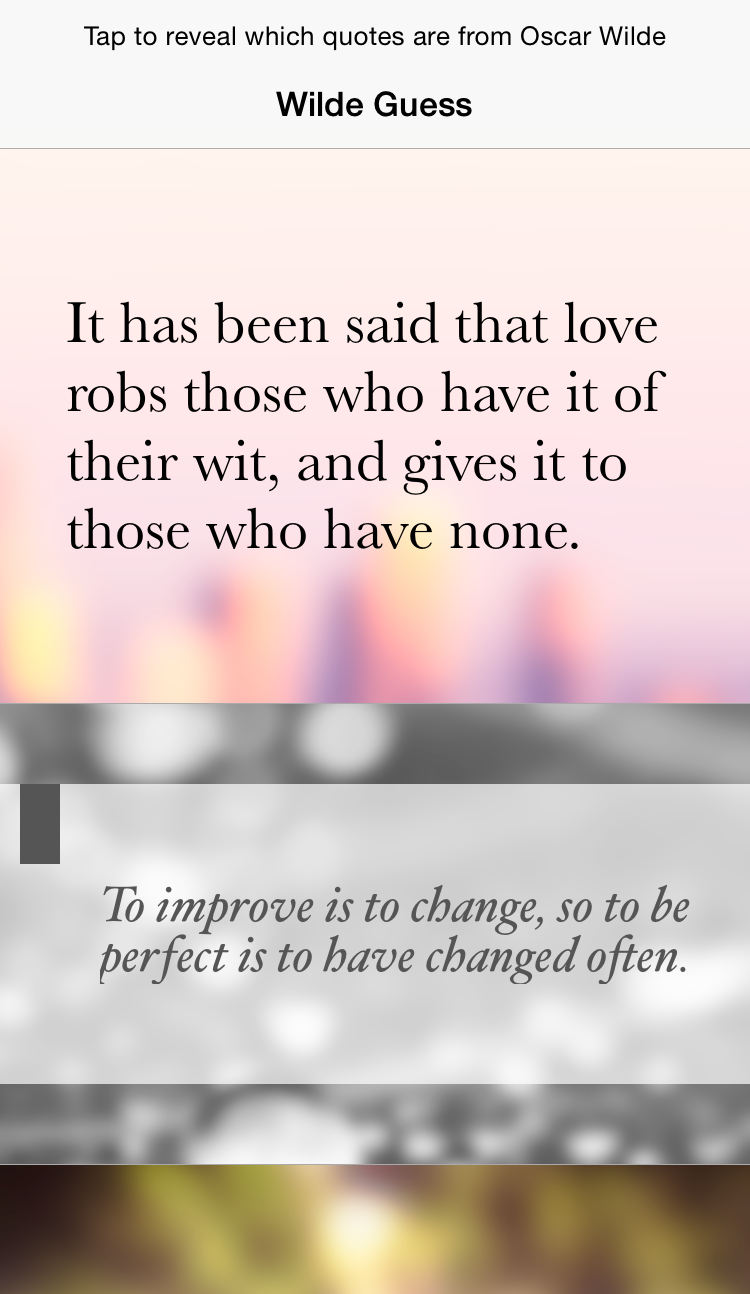 Tap to reveal which quotes are from Oscar Wilde
Wilde Guess
It has been said that love
robs those who have it of
their wit, and gives it to
those who have none.
To improve is to change, so to be
perfect is to have changed often.